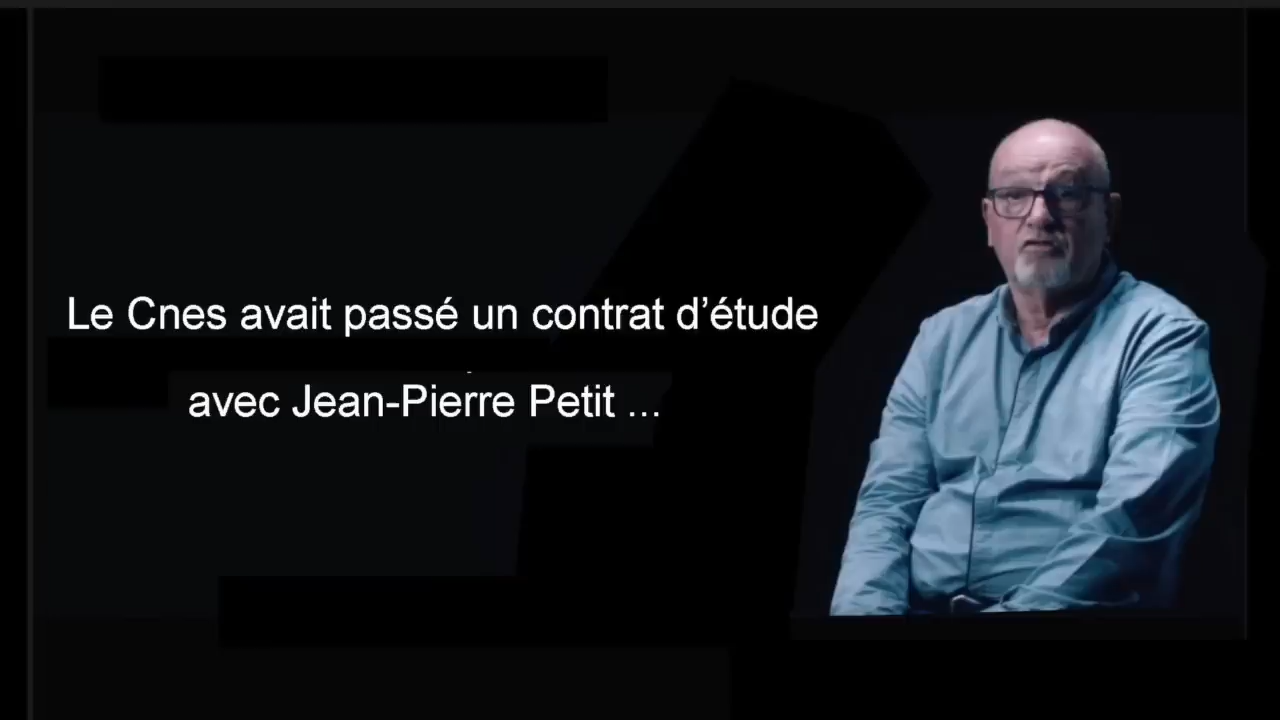 Le Cnes avait passé un contrat d’étude
avec Jean-Pierre Petit ...